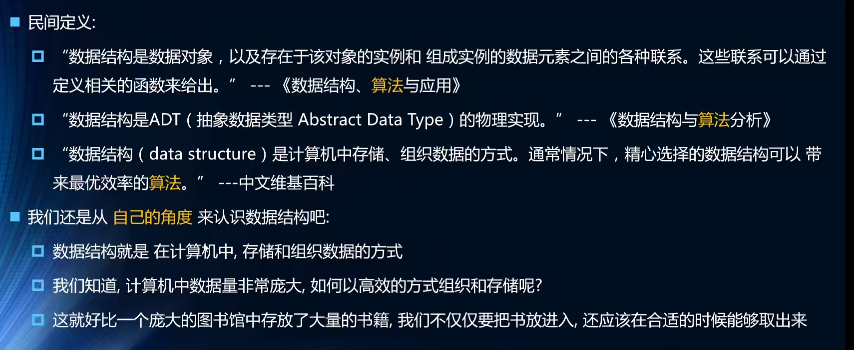 民间定义:
“数据结构是数据对象，以及存在于该对象的实例和 组成实例的数据元素之间的各种联系。这些联系可以通过
定义相关的函数来给出。” --- 《数据结构、算法与应用》
“数据结构是ADT（抽象数据类型 Abstract Data Type）的物理实现。” --- 《数据结构与算法分析》
“数据结构（data structure）是计算机中存储、组织数据的方式。通常情况下，精心选择的数据结构可以 带
来最优效率的算法。” ---中文维基百科
我们还是从 自己的角度 来认识数据结构吧:
数据结构就是 在计算机中, 存储和组织数据的方式
我们知道, 计算机中数据量非常庞大, 如何以高效的方式组织和存储呢?
这就好比一个庞大的图书馆中存放了大量的书籍, 我们不仅仅要把书放进入, 还应该在合适的时候能够取出来